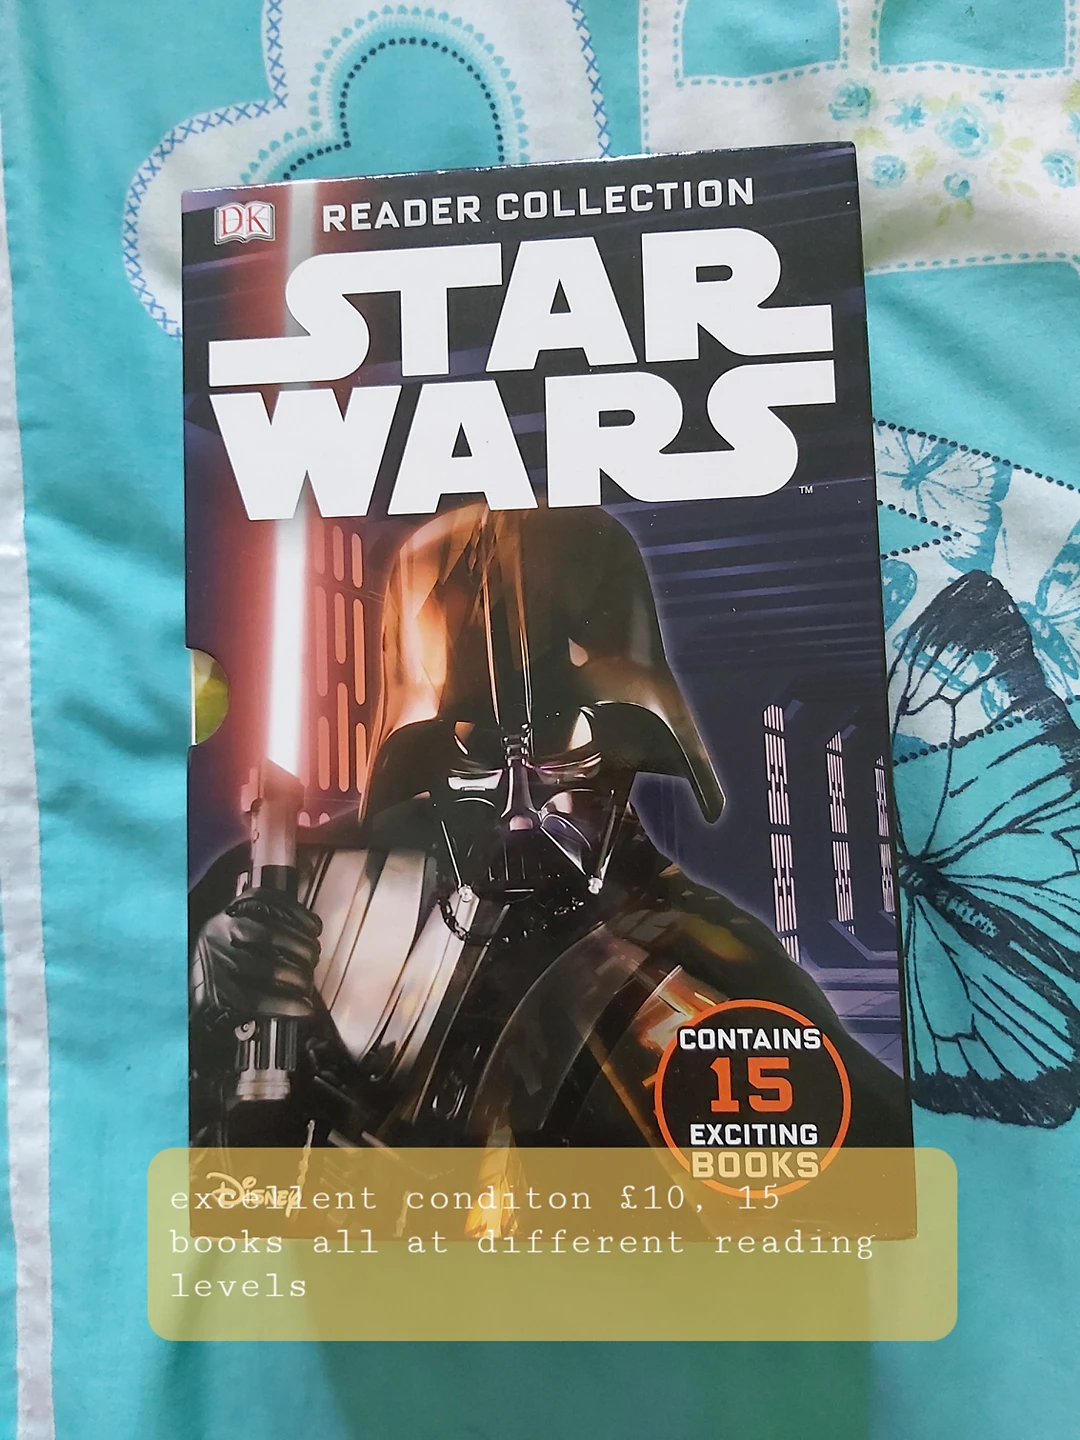 DK
READER COLLECTION
STAR
WARS
TM
CONTAINS
15
EXCITING
BOOKS
Disney
excellent conditon £10, 15
books all at different reading
levels